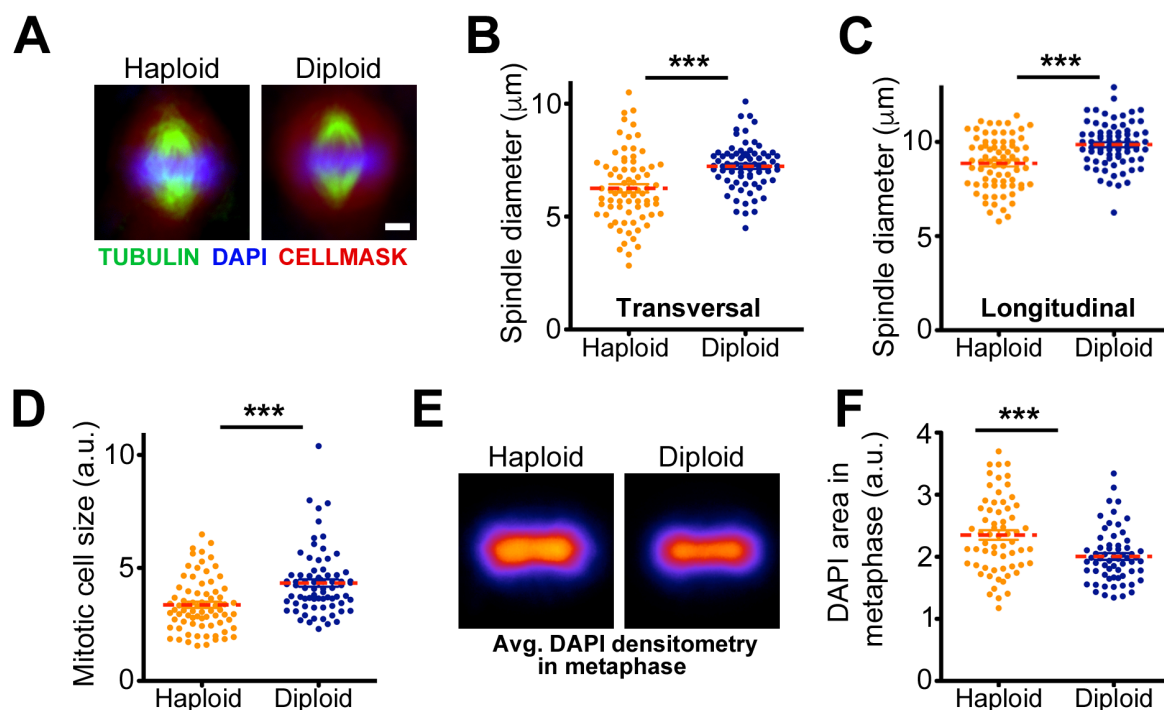 A
Haploid Diploid
TUBULIN DAPI CELLMASK
B
***
Spindle diameter (μm)
10
5
0
Transversal
Haploid Diploid
C
***
Spindle diameter (μm)
10
5
0
Longitudinal
Haploid Diploid
D
***
Mitotic cell size (a.u.)
10
5
0
Haploid Diploid
E
Haploid Diploid
Avg. DAPI densitometry
in metaphase
F
***
DAPI area in
metaphase (a.u.)
4
3
2
1
0
Haploid Diploid